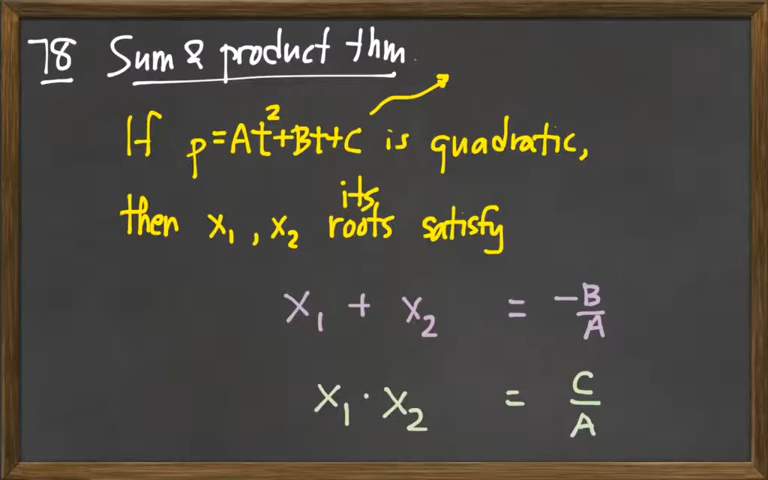 78 Sum & product thm.
If p=At²+Bt+C is quadratic,
its
then x₁, x₂ roots satisfy
x₁ + x₂ = -B/A
x₁ · x₂ = C/A